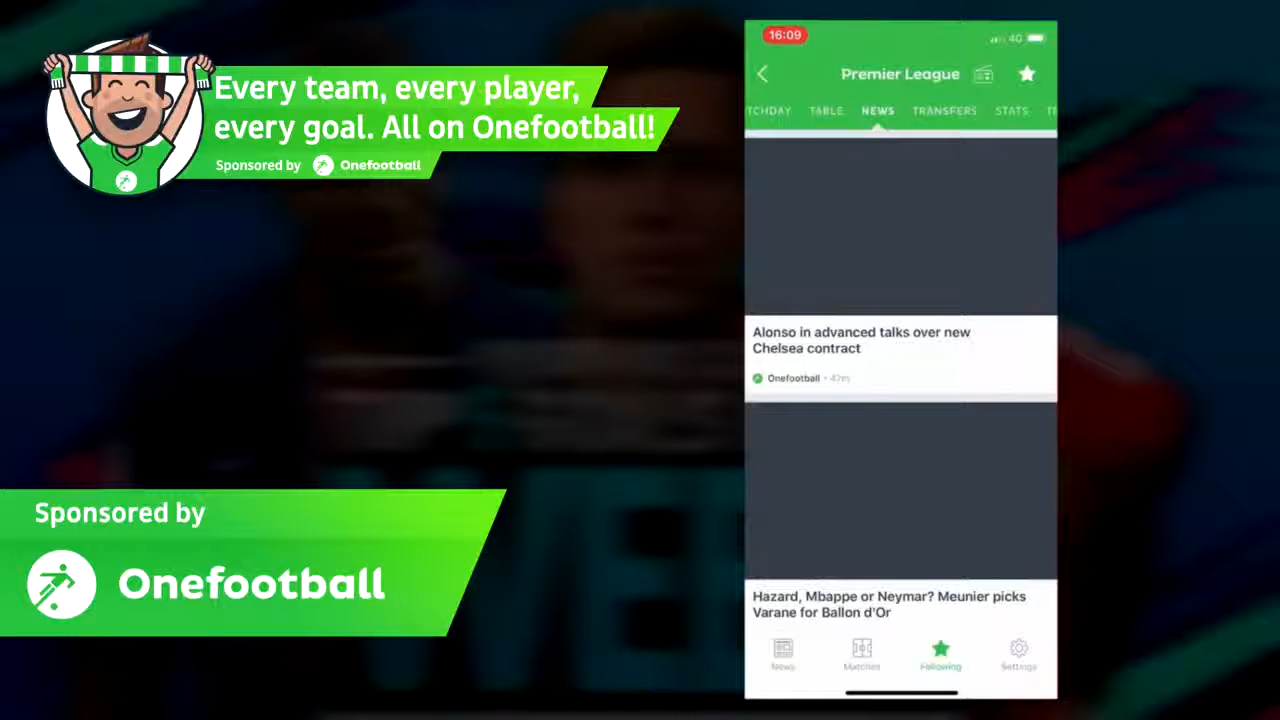 Every team, every player,
every goal. All on Onefootball!
Sponsored by Onefootball
Sponsored by
Onefootball
16:09
4G
Premier League
TCHDAY TABLE NEWS TRANSFERS STATS
Alonso in advanced talks over new
Chelsea contract
Onefootball • 47m
Hazard, Mbappe or Neymar? Meunier picks
Varane for Ballon d'Or
News Matches Following Settings